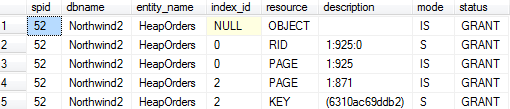 spid dbname entity_name index_id resource description mode status
1 52 Northwind2 HeapOrders NULL OBJECT IS GRANT
2 52 Northwind2 HeapOrders 0 RID 1:925:0 S GRANT
3 52 Northwind2 HeapOrders 0 PAGE 1:925 IS GRANT
4 52 Northwind2 HeapOrders 2 PAGE 1:871 IS GRANT
5 52 Northwind2 HeapOrders 2 KEY (6310ac69ddb2) S GRANT